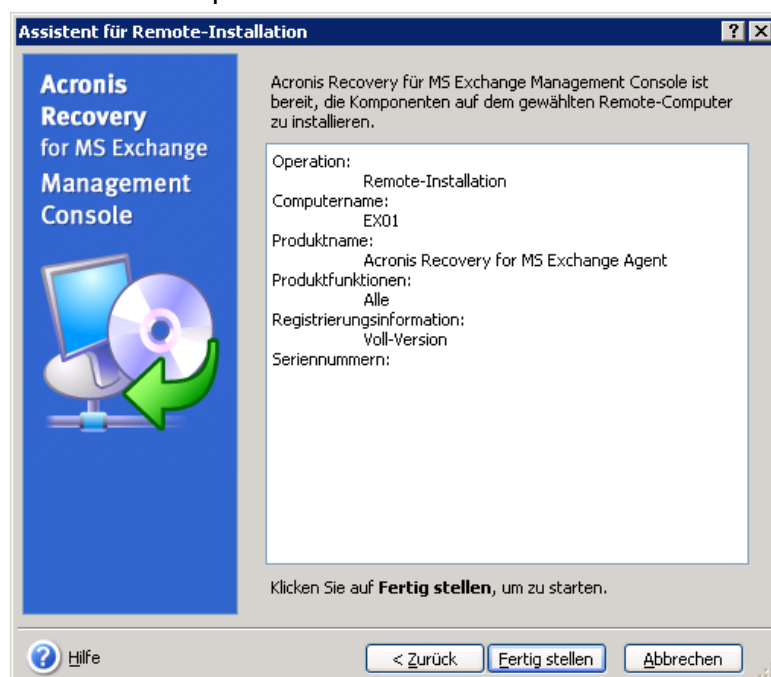 Assistent für Remote-Installation
Acronis
Recovery
for MS Exchange
Management
Console
Acronis Recovery für MS Exchange Management Console ist
bereit, die Komponenten auf dem gewählten Remote-Computer
zu installieren.
Operation:
Remote-Installation
Computername:
EX01
Produktname:
Acronis Recovery for MS Exchange Agent
Produktfunktionen:
Alle
Registrierungsinformation:
Voll-Version
Seriennummern:
Klicken Sie auf Fertig stellen, um zu starten.
Hilfe
< Zurück
Fertig stellen
Abbrechen